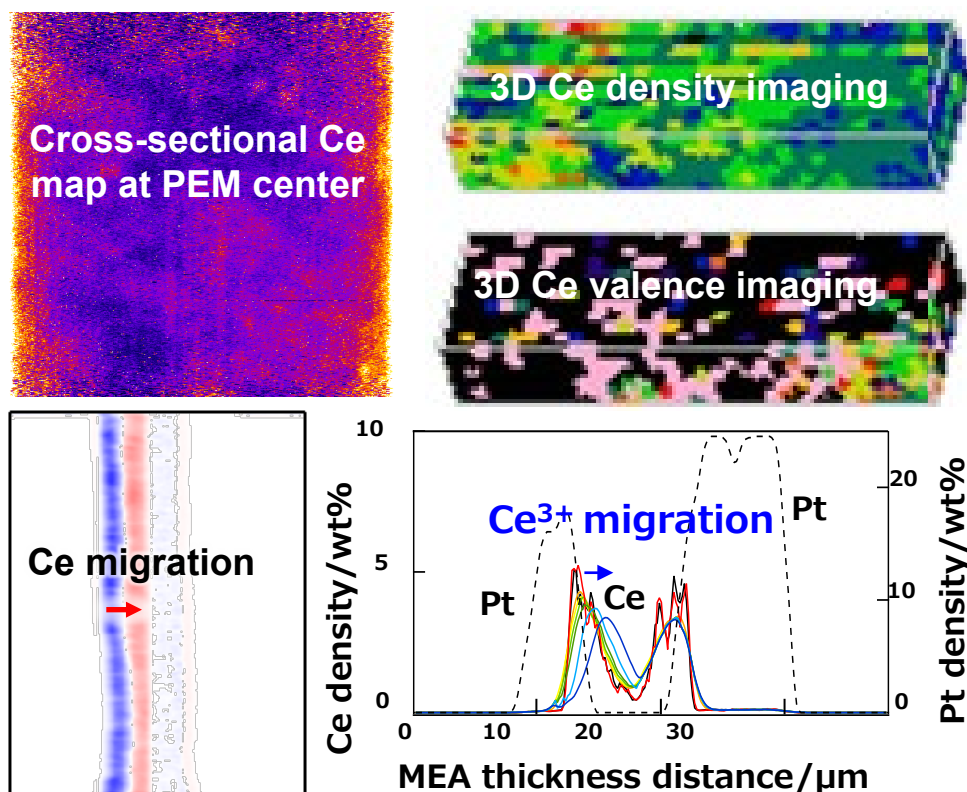 Cross-sectional Ce
map at PEM center
3D Ce density imaging
3D Ce valence imaging
Ce migration
Ce density/wt%
10
5
0
Ce³⁺ migration
Pt
Ce
Pt
20
10
0
Pt density/wt%
0
10
20
30
MEA thickness distance/μm